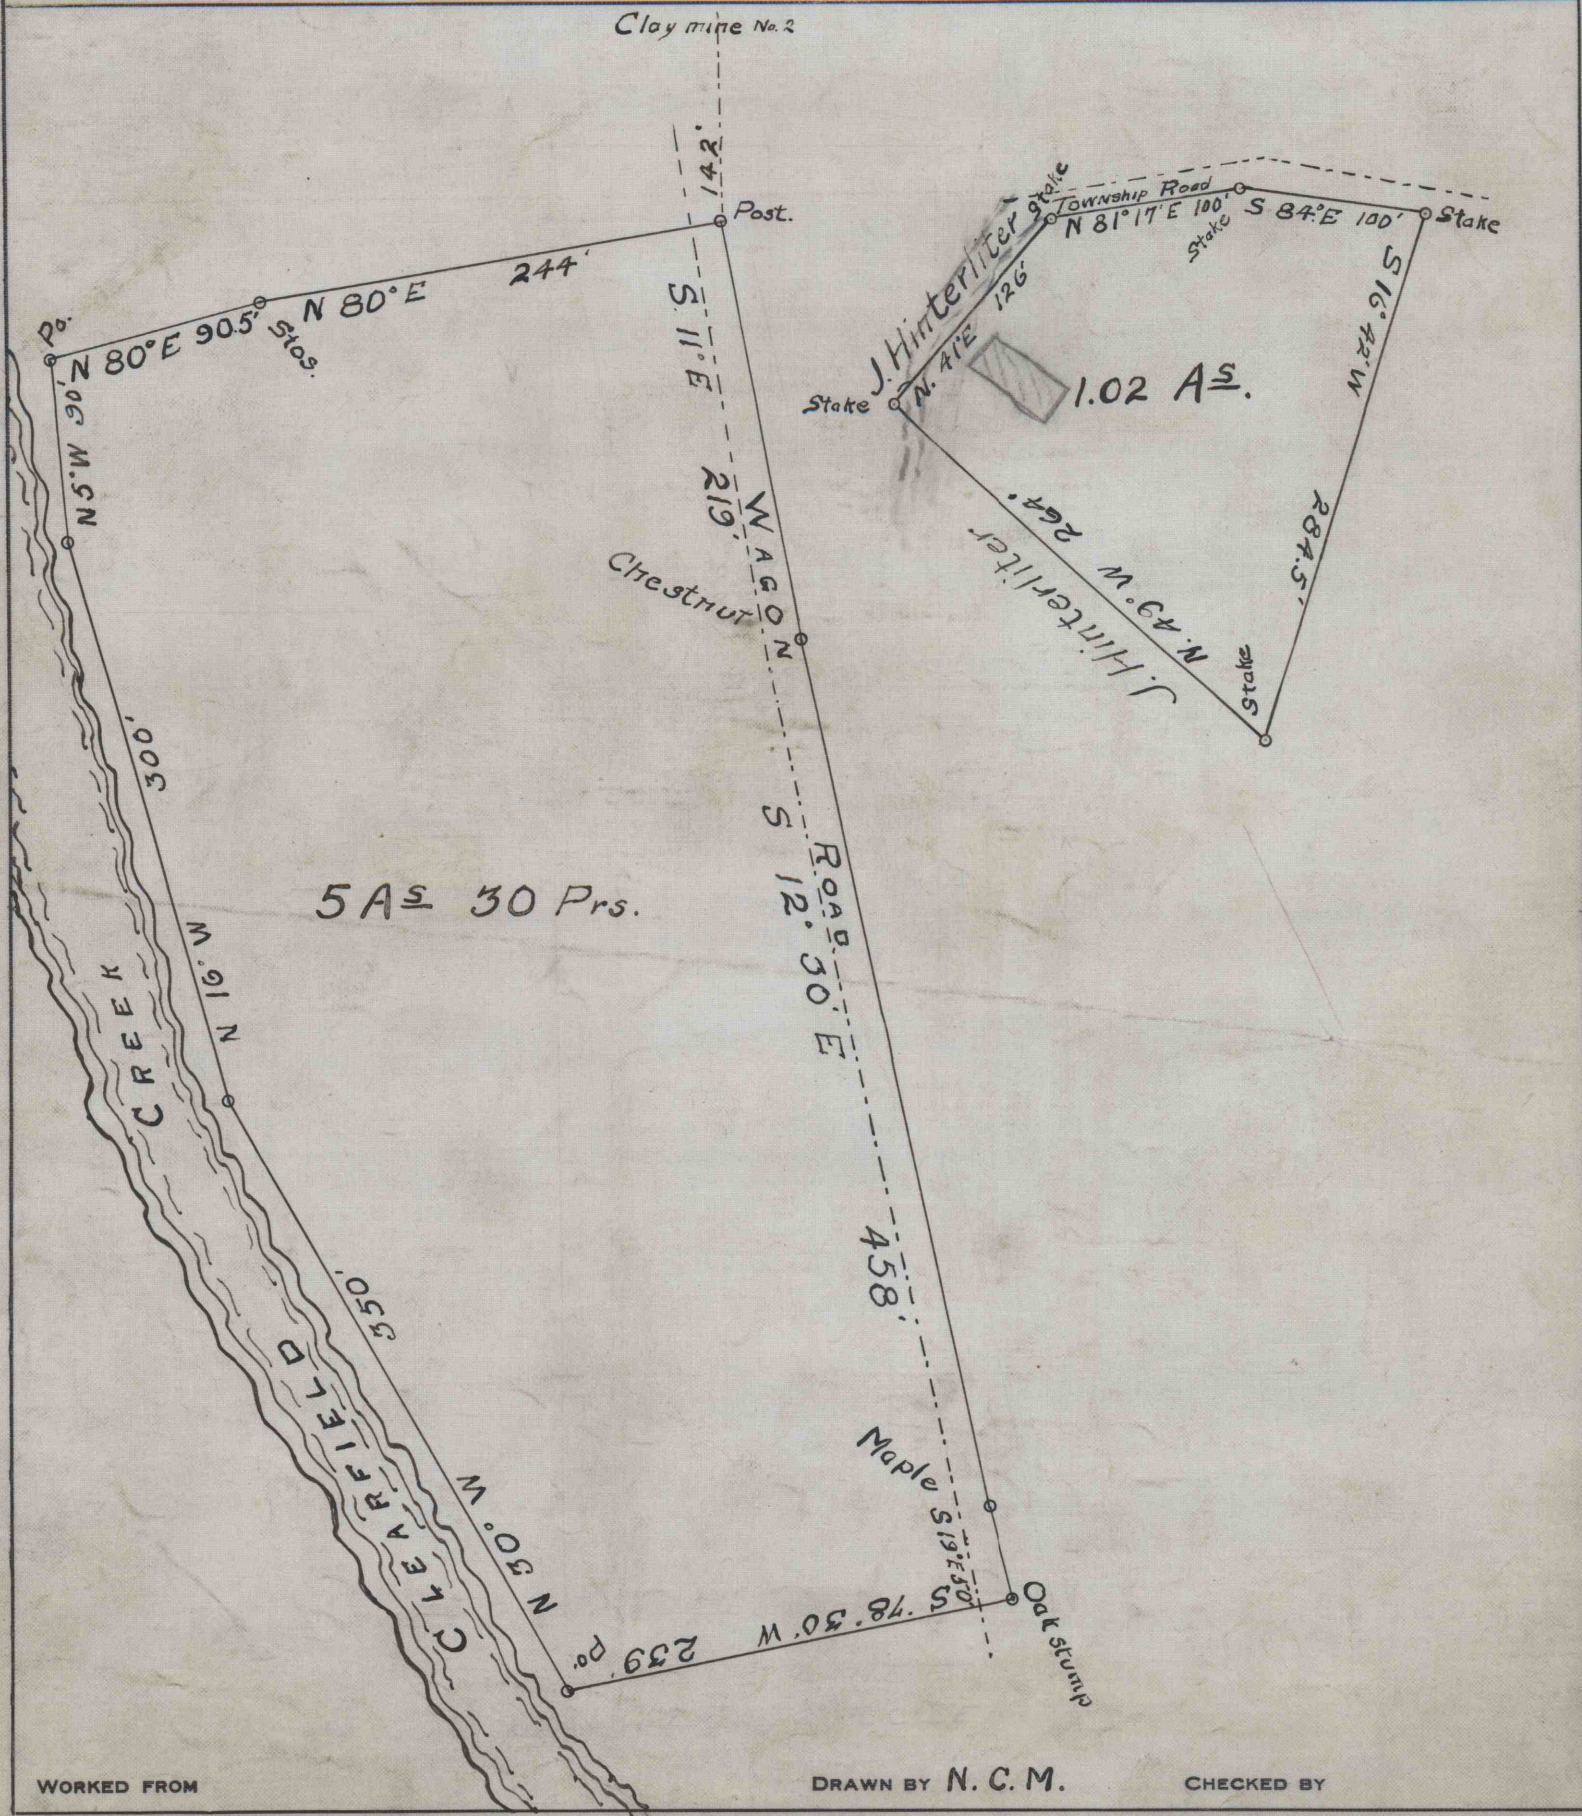 Clay mine No. 2
142'
Post.
244'
N 80° E
Stos.
N 80° E 90.5'
Po.
N 5° W 90'
S 11° E
219'
WAGON
Chestnut
300'
N 16° W
S 12° 30' E
ROAD
5 As 30 Prs.
CLEARFIELD CREEK
350'
N 30° W
458'
Maple
S 19° E 50'
Oak stump
S 78° 30' W
239'
Po.
J. Hinterliter
Stake
Township Road
N 81° 17' E 100'
Stake
S 84° E 100'
Stake
N. 41° E 126'
Stake
1.02 As.
S 16° 42' W
284.5'
N. 49° W 264'
J. Hinterliter
Stake
WORKED FROM
DRAWN BY N. C. M.
CHECKED BY